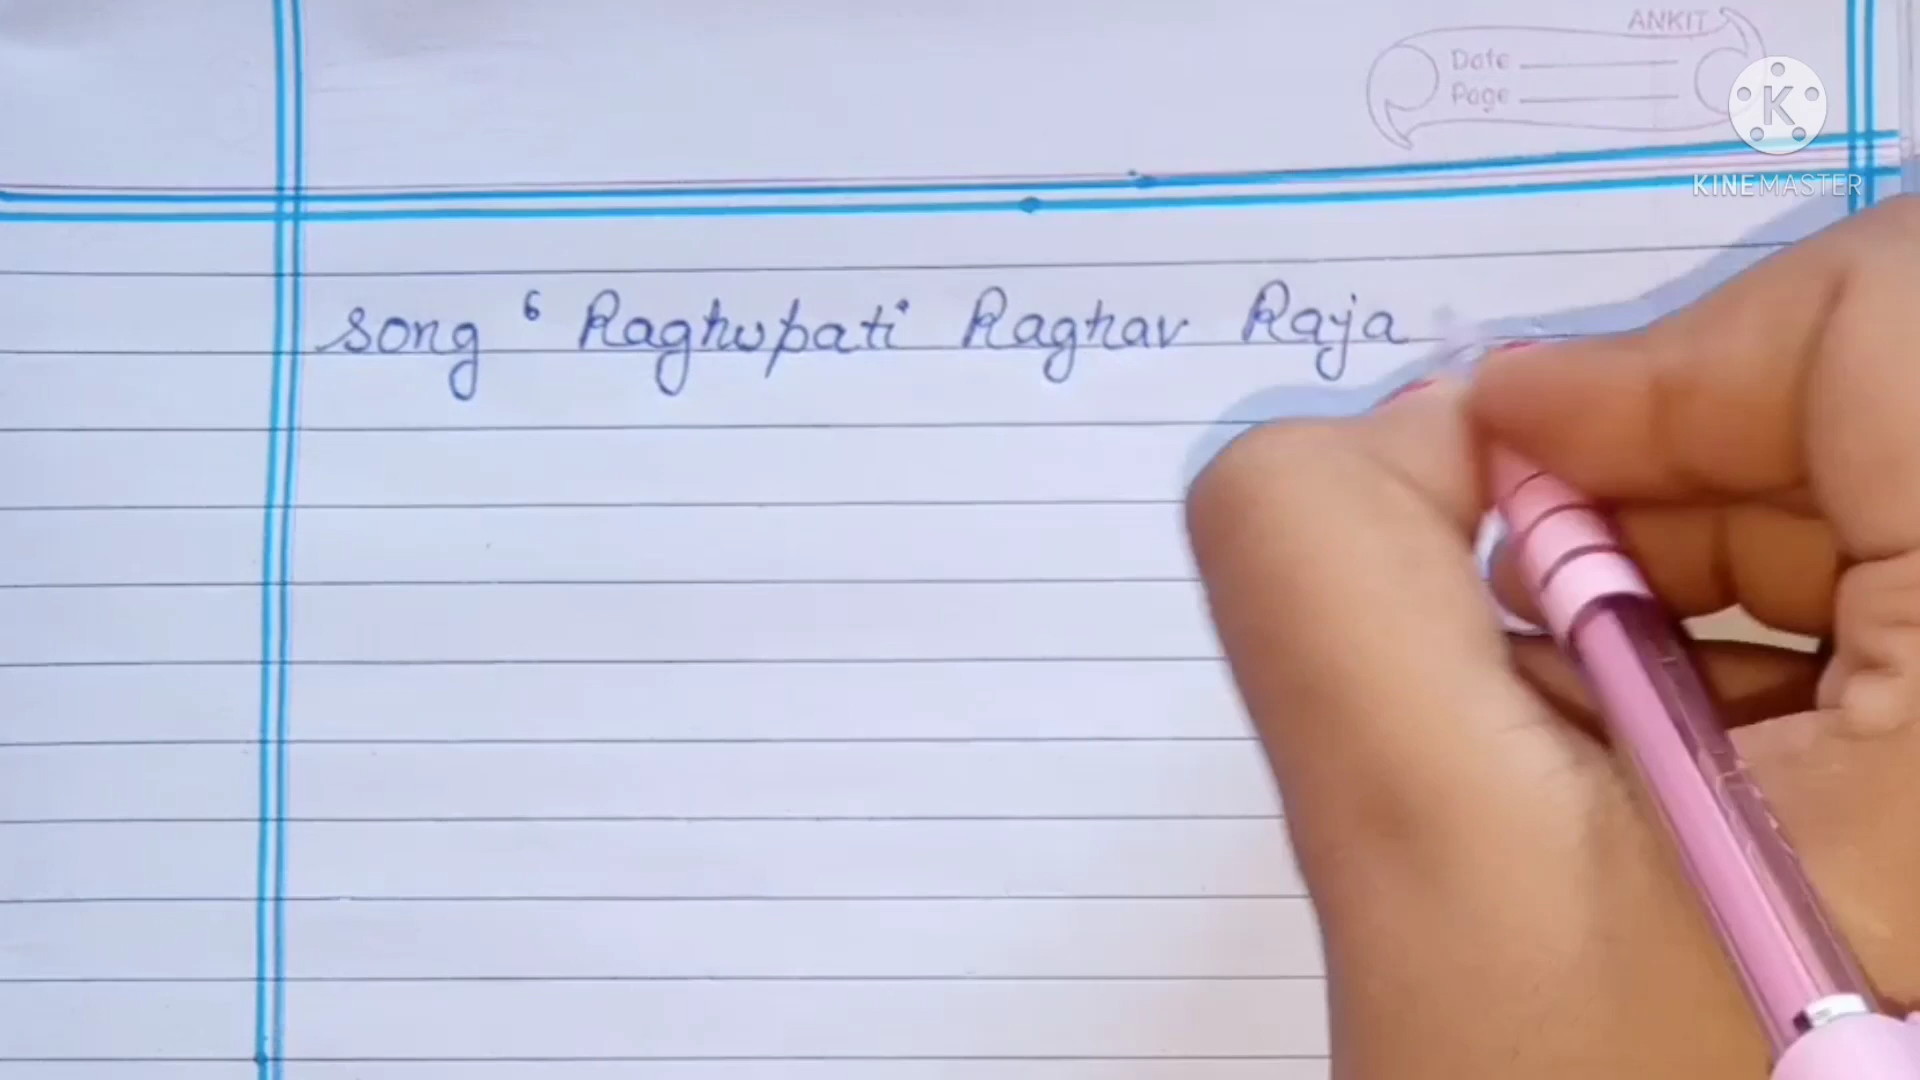 ANKIT
Date
Page
K
KINEMASTER
song ‘ Raghupati Raghav Raja